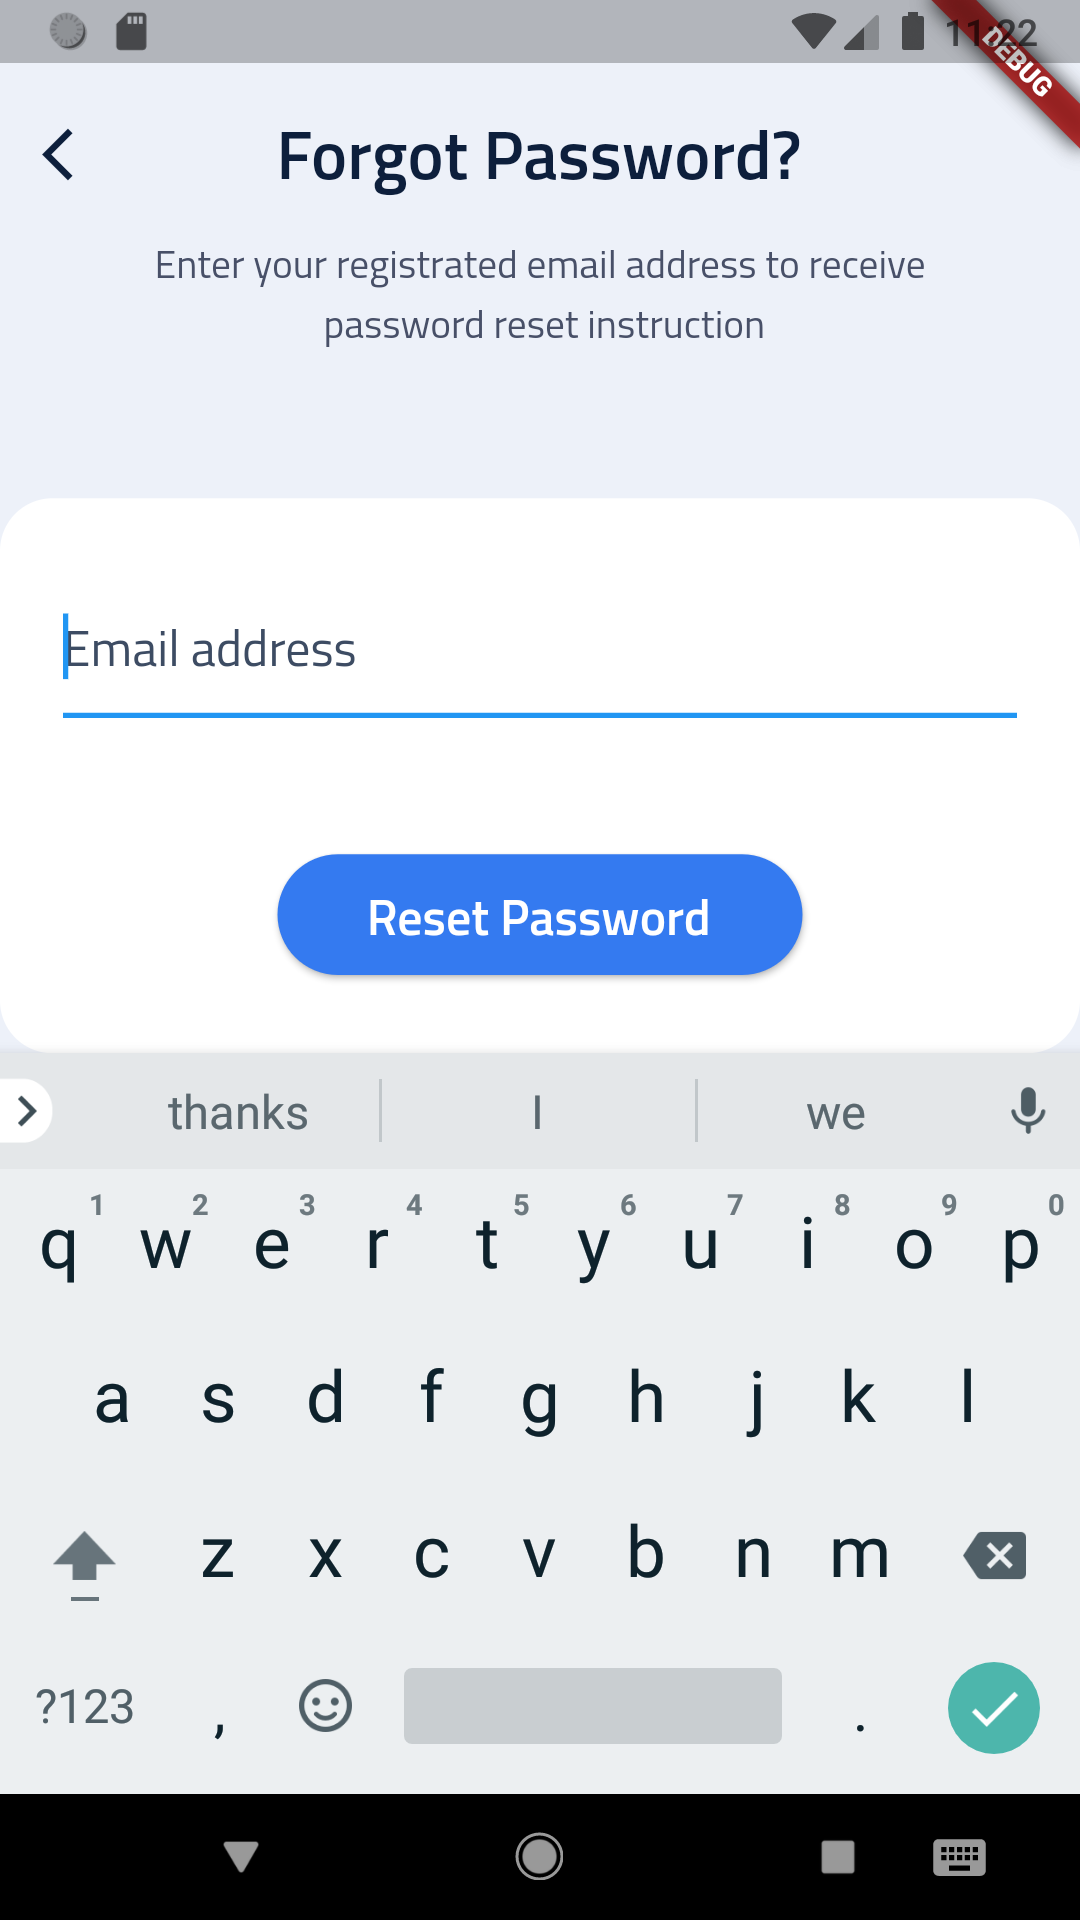 11:22
DEBUG
Forgot Password?
Enter your registrated email address to receive
password reset instruction
Email address
Reset Password
thanks I we
1 2 3 4 5 6 7 8 9 0
q w e r t y u i o p
a s d f g h j k l
z x c v b n m
?123 , .